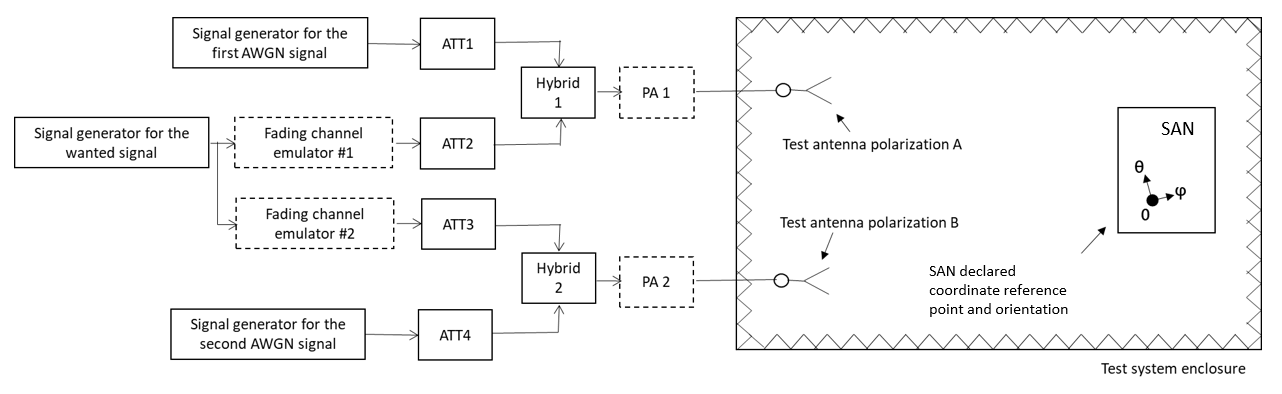 Signal generator for the
first AWGN signal
ATT1
Hybrid
1
PA 1
Signal generator for the
wanted signal
Fading channel
emulator #1
ATT2
Fading channel
emulator #2
ATT3
Hybrid
2
PA 2
Signal generator for the
second AWGN signal
ATT4
Test antenna polarization A
Test antenna polarization B
SAN
θ
φ
0
SAN declared
coordinate reference
point and orientation
Test system enclosure